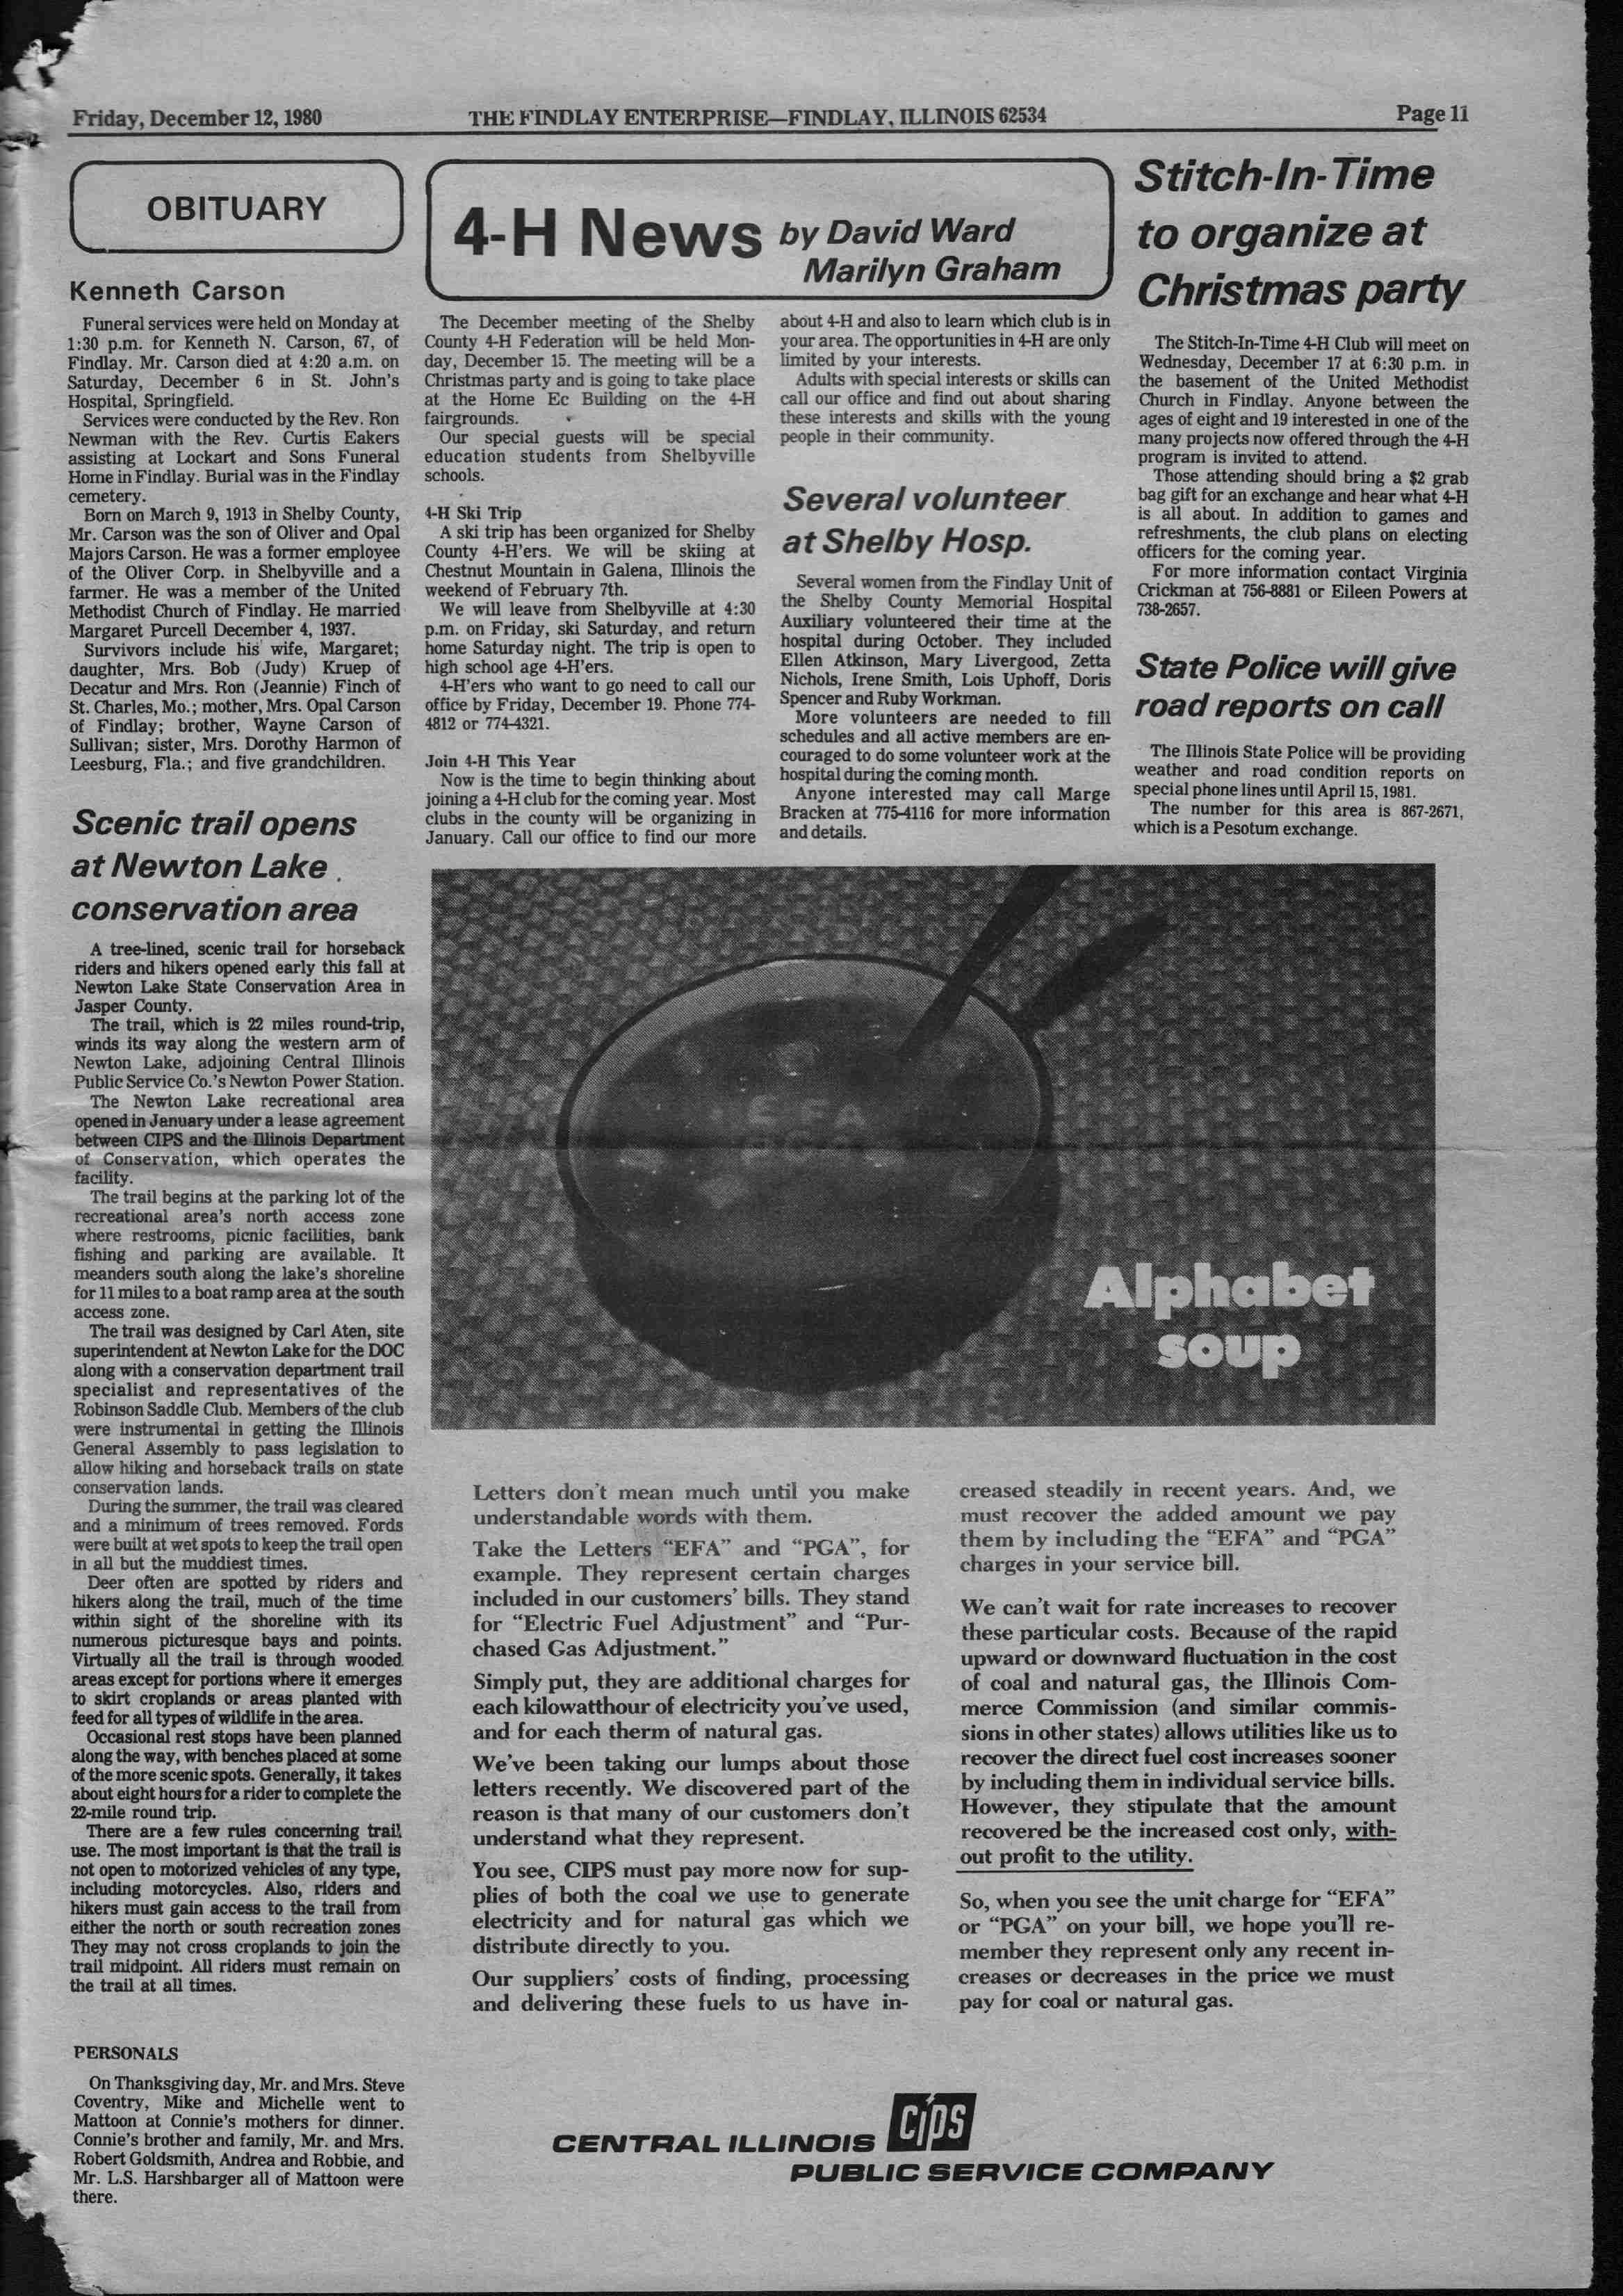 Friday, December 12, 1980
THE FINDLAY ENTERPRISE—FINDLAY, ILLINOIS 62534
Page 11
OBITUARY
Kenneth Carson
Funeral services were held on Monday at
1:30 p.m. for Kenneth N. Carson, 67, of
Findlay. Mr. Carson died at 4:20 a.m. on
Saturday, December 6 in St. John's
Hospital, Springfield.
Services were conducted by the Rev. Ron
Newman with the Rev. Curtis Eakers
assisting at Lockart and Sons Funeral
Home in Findlay. Burial was in the Findlay
cemetery.
Born on March 9, 1913 in Shelby County,
Mr. Carson was the son of Oliver and Opal
Majors Carson. He was a former employee
of the Oliver Corp. in Shelbyville and a
farmer. He was a member of the United
Methodist Church of Findlay. He married
Margaret Purcell December 4, 1937.
Survivors include his wife, Margaret;
daughter, Mrs. Bob (Judy) Kruep of
Decatur and Mrs. Ron (Jeannie) Finch of
St. Charles, Mo.; mother, Mrs. Opal Carson
of Findlay; brother, Wayne Carson of
Sullivan; sister, Mrs. Dorothy Harmon of
Leesburg, Fla.; and five grandchildren.
Scenic trail opens
at Newton Lake
conservation area
A tree-lined, scenic trail for horseback
riders and hikers opened early this fall at
Newton Lake State Conservation Area in
Jasper County.
The trail, which is 22 miles round-trip,
winds its way along the western arm of
Newton Lake, adjoining Central Illinois
Public Service Co.'s Newton Power Station.
The Newton Lake recreational area
opened in January under a lease agreement
between CIPS and the Illinois Department
of Conservation, which operates the
facility.
The trail begins at the parking lot of the
recreational area's north access zone
where restrooms, picnic facilities, bank
fishing and parking are available. It
meanders south along the lake's shoreline
for 11 miles to a boat ramp area at the south
access zone.
The trail was designed by Carl Aten, site
superintendent at Newton Lake for the DOC
along with a conservation department trail
specialist and representatives of the
Robinson Saddle Club. Members of the club
were instrumental in getting the Illinois
General Assembly to pass legislation to
allow hiking and horseback trails on state
conservation lands.
During the summer, the trail was cleared
and a minimum of trees removed. Fords
were built at wet spots to keep the trail open
in all but the muddiest times.
Deer often are spotted by riders and
hikers along the trail, much of the time
within sight of the shoreline with its
numerous picturesque bays and points.
Virtually all the trail is through wooded
areas except for portions where it emerges
to skirt croplands or areas planted with
feed for all types of wildlife in the area.
Occasional rest stops have been planned
along the way, with benches placed at some
of the more scenic spots. Generally, it takes
about eight hours for a rider to complete the
22-mile round trip.
There are a few rules concerning trail
use. The most important is that the trail is
not open to motorized vehicles of any type,
including motorcycles. Also, riders and
hikers must gain access to the trail from
either the north or south recreation zones
They may not cross croplands to join the
trail midpoint. All riders must remain on
the trail at all times.
PERSONALS
On Thanksgiving day, Mr. and Mrs. Steve
Coventry, Mike and Michelle went to
Mattoon at Connie's mothers for dinner.
Connie's brother and family, Mr. and Mrs.
Robert Goldsmith, Andrea and Robbie, and
Mr. L.S. Harshbarger all of Mattoon were
there.
4-H News by David Ward
Marilyn Graham
The December meeting of the Shelby
County 4-H Federation will be held Mon-
day, December 15. The meeting will be a
Christmas party and is going to take place
at the Home Ec Building on the 4-H
fairgrounds.
Our special guests will be special
education students from Shelbyville
schools.
4-H Ski Trip
A ski trip has been organized for Shelby
County 4-H'ers. We will be skiing at
Chestnut Mountain in Galena, Illinois the
weekend of February 7th.
We will leave from Shelbyville at 4:30
p.m. on Friday, ski Saturday, and return
home Saturday night. The trip is open to
high school age 4-H'ers.
4-H'ers who want to go need to call our
office by Friday, December 19. Phone 774-
4812 or 774-4321.
Join 4-H This Year
Now is the time to begin thinking about
joining a 4-H club for the coming year. Most
clubs in the county will be organizing in
January. Call our office to find our more
about 4-H and also to learn which club is in
your area. The opportunities in 4-H are only
limited by your interests.
Adults with special interests or skills can
call our office and find out about sharing
these interests and skills with the young
people in their community.
Several volunteer
at Shelby Hosp.
Several women from the Findlay Unit of
the Shelby County Memorial Hospital
Auxiliary volunteered their time at the
hospital during October. They included
Ellen Atkinson, Mary Livergood, Zetta
Nichols, Irene Smith, Lois Uphoff, Doris
Spencer and Ruby Workman.
More volunteers are needed to fill
schedules and all active members are en-
couraged to do some volunteer work at the
hospital during the coming month.
Anyone interested may call Marge
Bracken at 775-4116 for more information
and details.
Stitch-In-Time
to organize at
Christmas party
The Stitch-In-Time 4-H Club will meet on
Wednesday, December 17 at 6:30 p.m. in
the basement of the United Methodist
Church in Findlay. Anyone between the
ages of eight and 19 interested in one of the
many projects now offered through the 4-H
program is invited to attend.
Those attending should bring a $2 grab
bag gift for an exchange and hear what 4-H
is all about. In addition to games and
refreshments, the club plans on electing
officers for the coming year.
For more information contact Virginia
Crickman at 756-8881 or Eileen Powers at
738-2657.
State Police will give
road reports on call
The Illinois State Police will be providing
weather and road condition reports on
special phone lines until April 15, 1981.
The number for this area is 867-2671,
which is a Pesotum exchange.
Alphabet
soup
Letters don't mean much until you make
understandable words with them.
Take the Letters "EFA" and "PGA", for
example. They represent certain charges
included in our customers' bills. They stand
for "Electric Fuel Adjustment" and "Pur-
chased Gas Adjustment."
Simply put, they are additional charges for
each kilowatthour of electricity you've used,
and for each therm of natural gas.
We've been taking our lumps about those
letters recently. We discovered part of the
reason is that many of our customers don't
understand what they represent.
You see, CIPS must pay more now for sup-
plies of both the coal we use to generate
electricity and for natural gas which we
distribute directly to you.
Our suppliers' costs of finding, processing
and delivering these fuels to us have in-
creased steadily in recent years. And, we
must recover the added amount we pay
them by including the "EFA" and "PGA"
charges in your service bill.
We can't wait for rate increases to recover
these particular costs. Because of the rapid
upward or downward fluctuation in the cost
of coal and natural gas, the Illinois Com-
merce Commission (and similar commis-
sions in other states) allows utilities like us to
recover the direct fuel cost increases sooner
by including them in individual service bills.
However, they stipulate that the amount
recovered be the increased cost only, with-
out profit to the utility.
So, when you see the unit charge for "EFA"
or "PGA" on your bill, we hope you'll re-
member they represent only any recent in-
creases or decreases in the price we must
pay for coal or natural gas.
CENTRAL ILLINOIS CIPS
PUBLIC SERVICE COMPANY